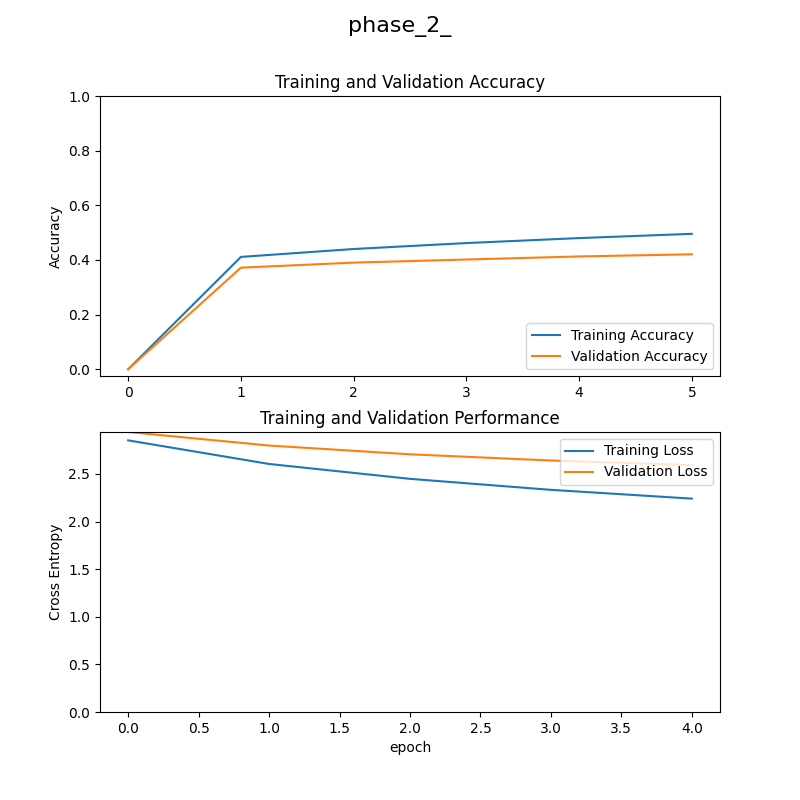 phase_2_
Training and Validation Accuracy
1.0
0.8
0.6
0.4
0.2
0.0
Accuracy
Training Accuracy
Validation Accuracy
0 1 2 3 4 5
Training and Validation Performance
2.5
2.0
1.5
1.0
0.5
0.0
Cross Entropy
Training Loss
Validation Loss
0.0 0.5 1.0 1.5 2.0 2.5 3.0 3.5 4.0
epoch